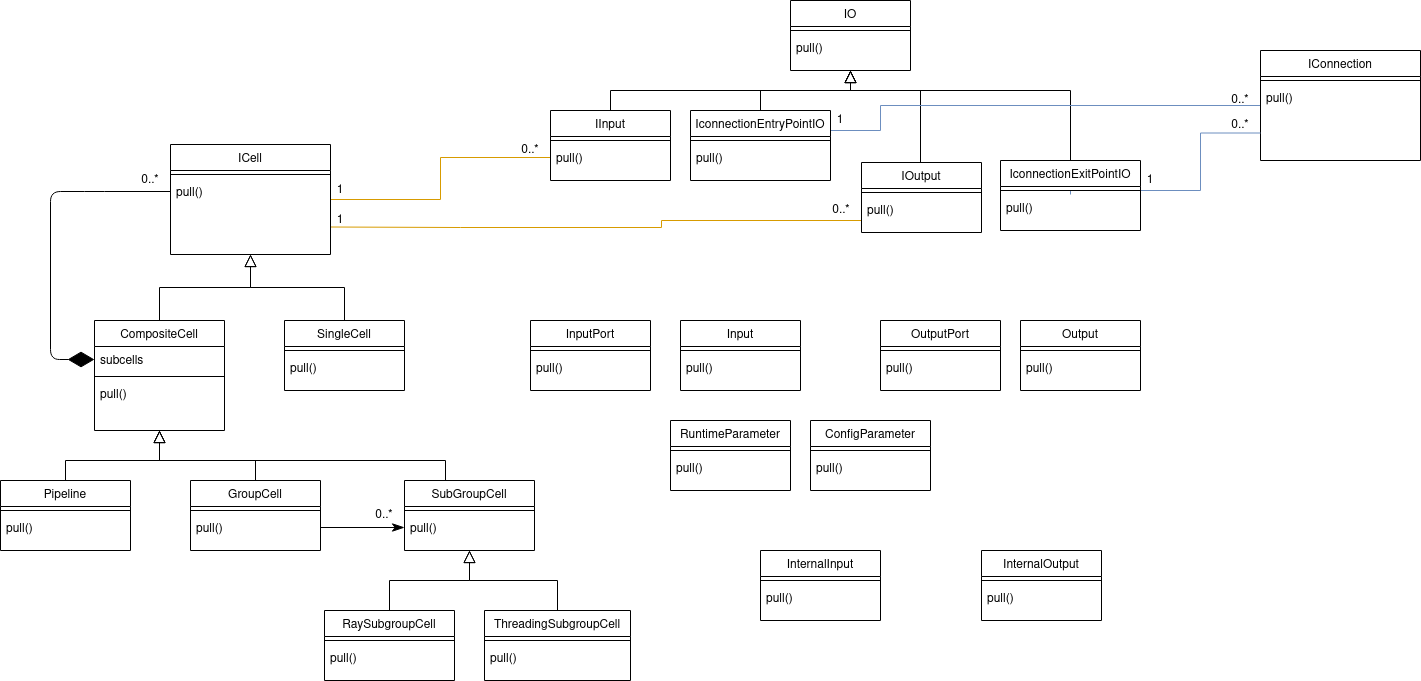 IO
pull()
IConnection
pull()
0..*
0..*
IInput
pull()
0..*
IconnectionEntryPointIO
pull()
1
IOutput
pull()
0..*
IconnectionExitPointIO
pull()
1
ICell
pull()
0..*
1
1
CompositeCell
subcells
pull()
SingleCell
pull()
InputPort
pull()
Input
pull()
OutputPort
pull()
Output
pull()
RuntimeParameter
pull()
ConfigParameter
pull()
Pipeline
pull()
GroupCell
pull()
0..*
SubGroupCell
pull()
InternalInput
pull()
InternalOutput
pull()
RaySubgroupCell
pull()
ThreadingSubgroupCell
pull()